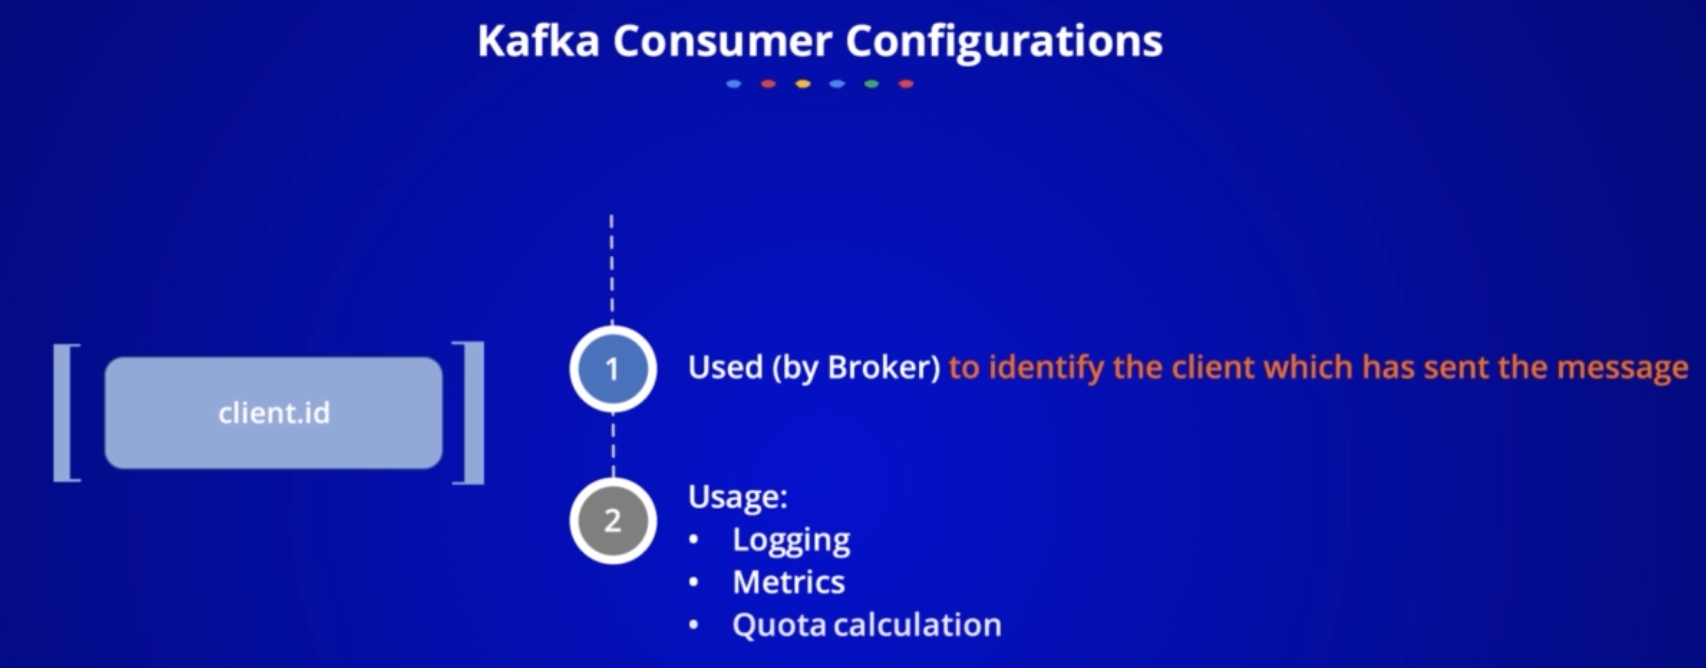 Kafka Consumer Configurations
client.id
1
Used (by Broker) to identify the client which has sent the message
2
Usage:
• Logging
• Metrics
• Quota calculation